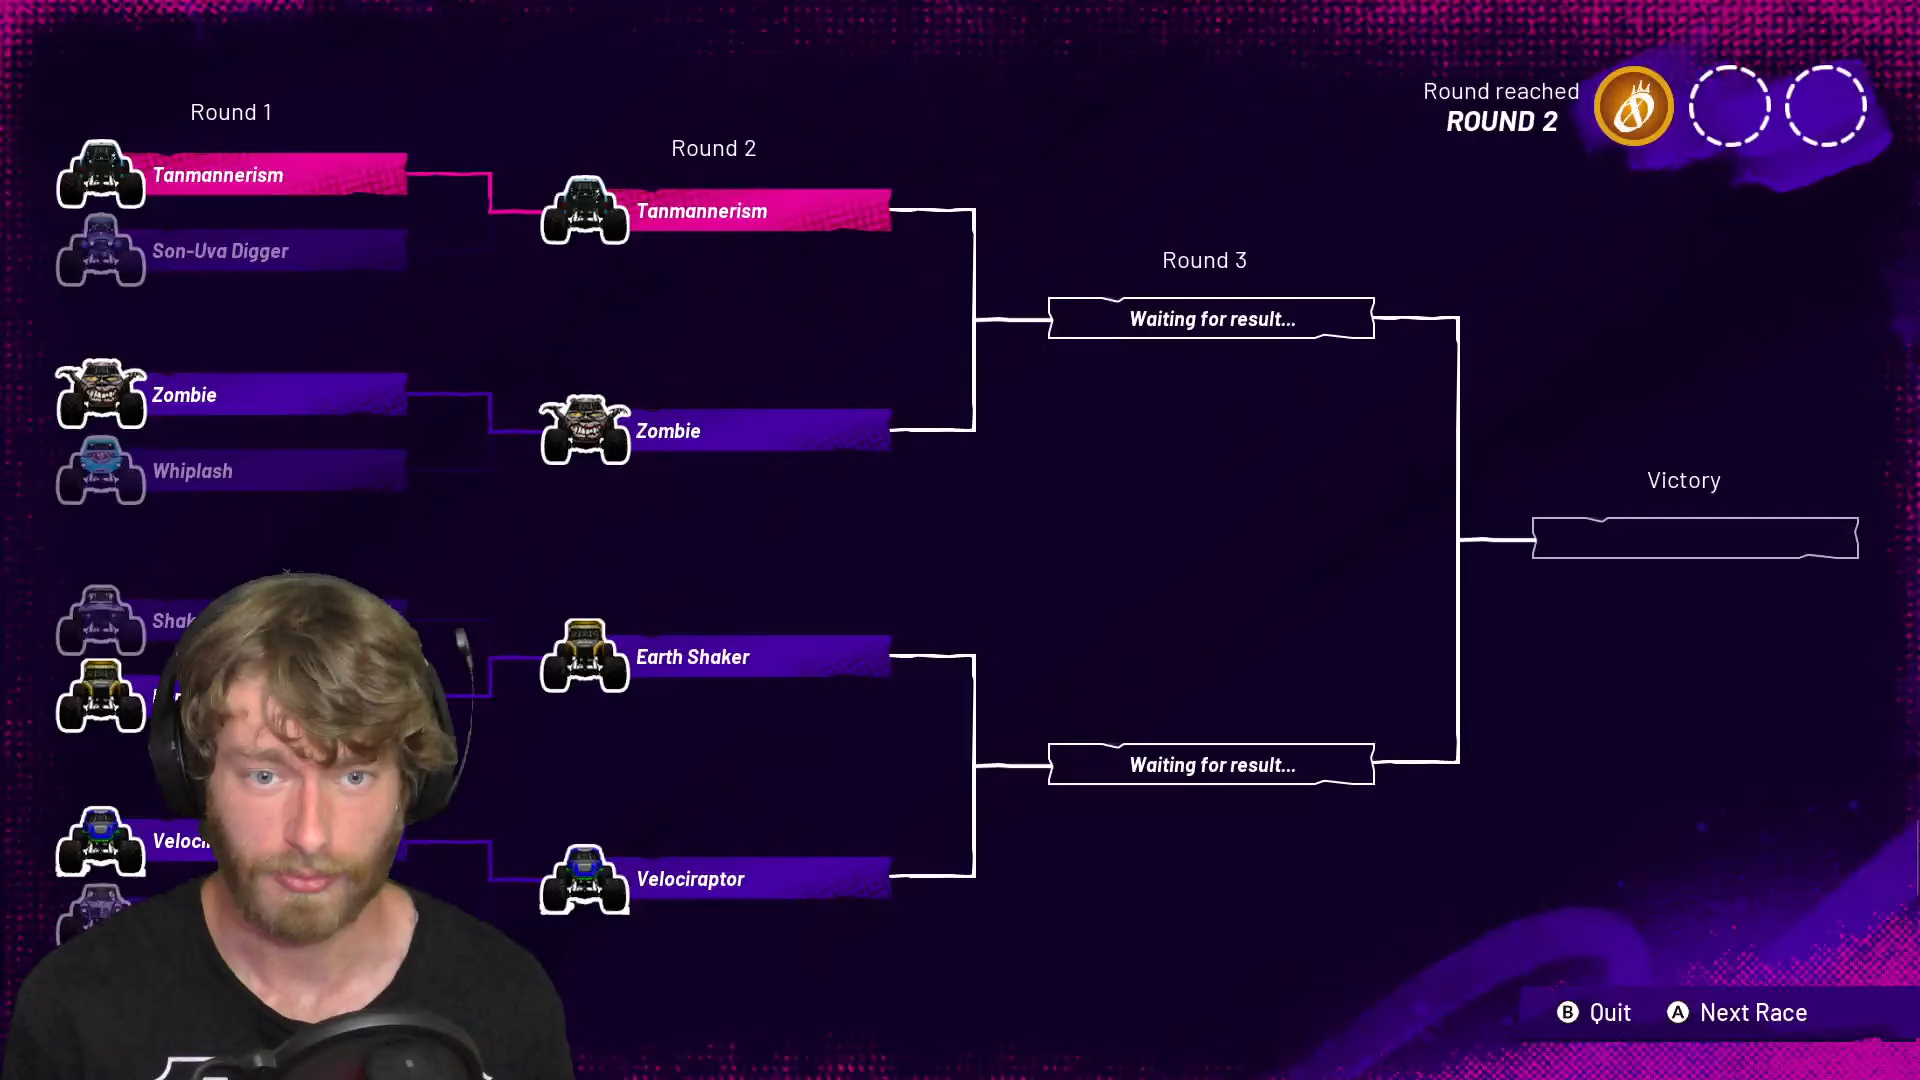 Round 1
Tanmannerism
Son-Uva Digger
Zombie
Whiplash
Round 2
Tanmannerism
Zombie
Earth Shaker
Velociraptor
Round 3
Waiting for result...
Waiting for result...
Victory
Round reached
ROUND 2
B Quit
A Next Race